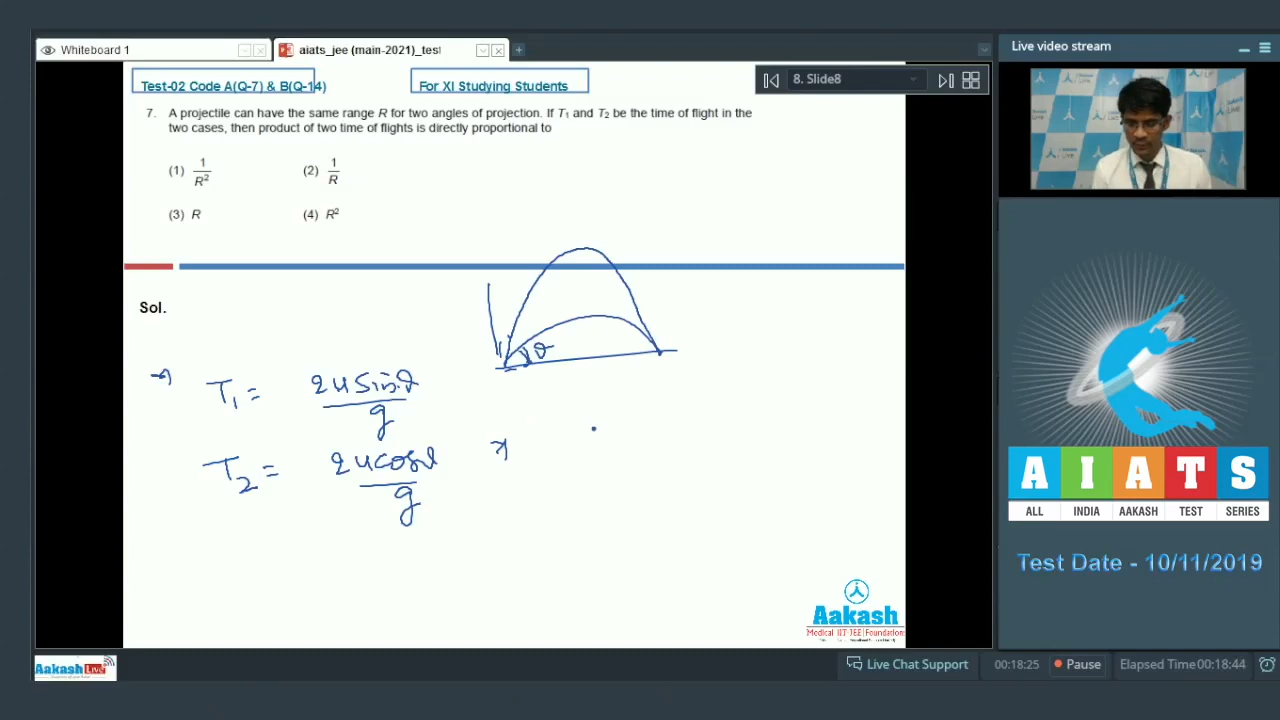 Whiteboard 1
aiats_jee (main-2021)_test
Live video stream
Test-02 Code A(Q-7) & B(Q-14)
For XI Studying Students
8. Slide8
7. A projectile can have the same range R for two angles of projection. If T₁ and T₂ be the time of flight in the
two cases, then product of two time of flights is directly proportional to
(1) 1/R² (2) 1/R
(3) R (4) R²
Sol.
θ
→ T₁ = 2u sinθ/g
T₂ = 2u cosθ/g
A I A T S
ALL INDIA AAKASH TEST SERIES
Test Date - 10/11/2019
Aakash
Medical IIT-JEE Foundations
Aakash Live
Live Chat Support
00:18:25
Pause
Elapsed Time 00:18:44